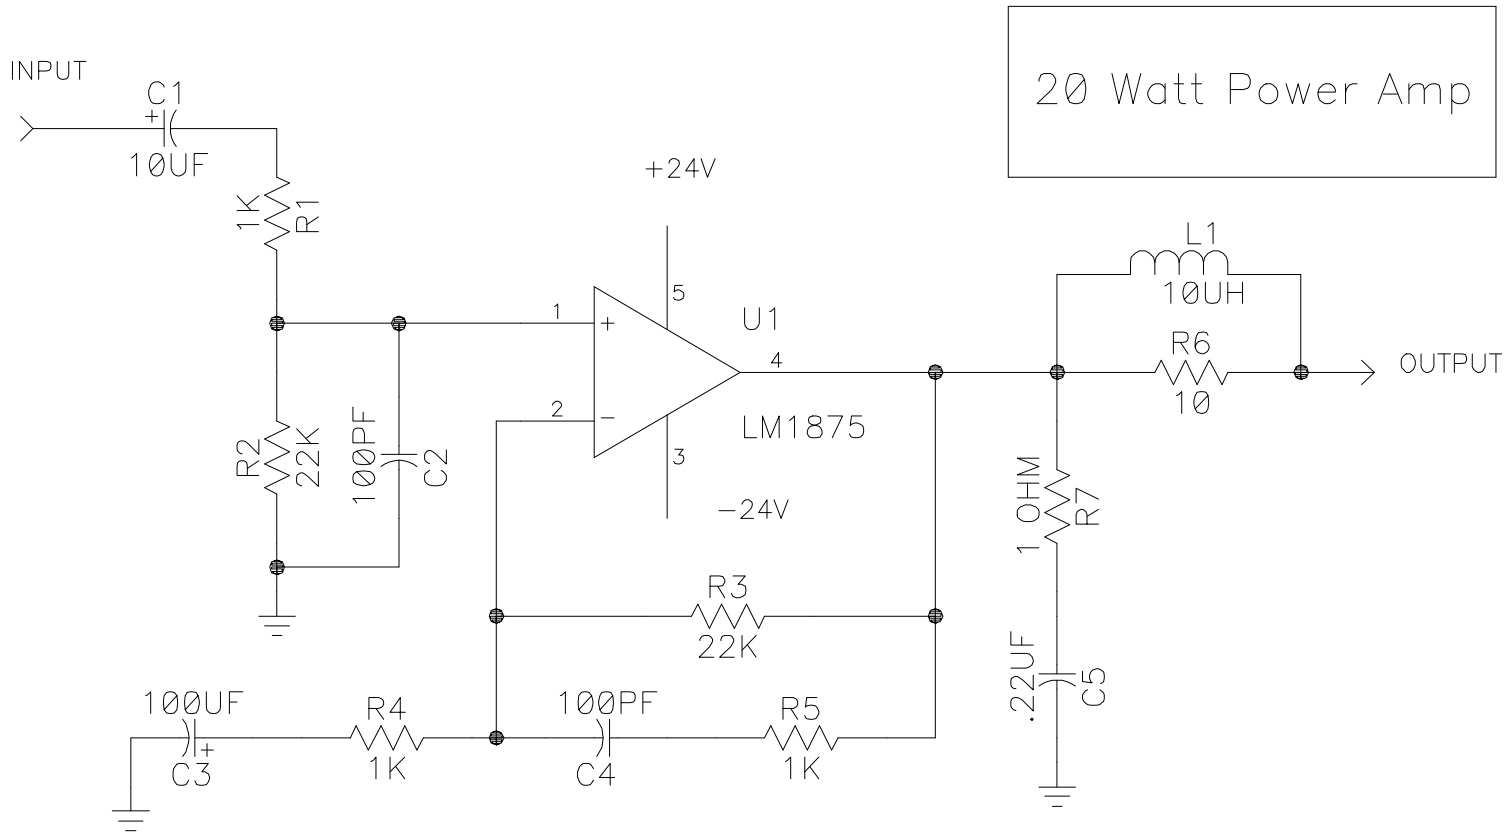 20 Watt Power Amp
INPUT
C1
+
10UF
1K
R1
+24V
L1
10UH
5
1
+
U1
4
R6
OUTPUT
10
2
−
LM1875
3
−24V
R2
22K
100PF
C2
1 OHM
R7
R3
22K
.22UF
C5
100UF
+
C3
R4
1K
100PF
C4
R5
1K